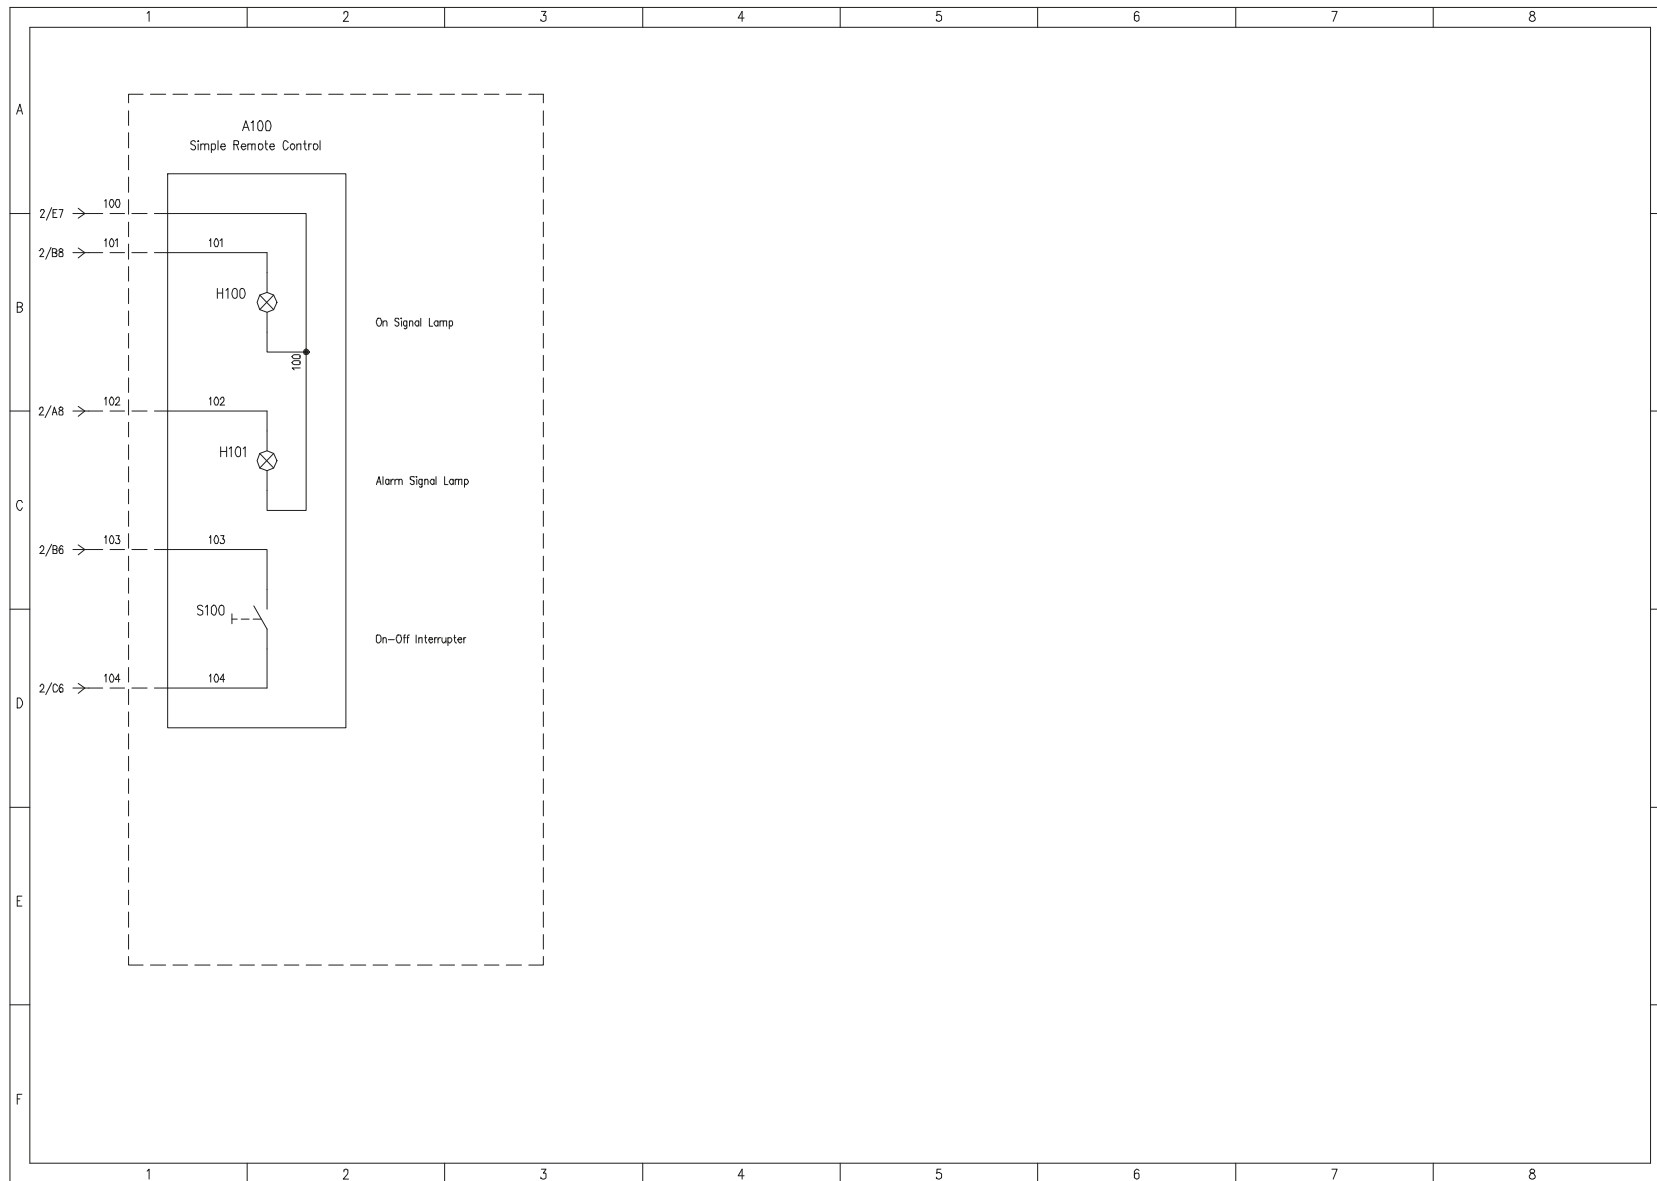 1 2 3 4 5 6 7 8
A
A100
Simple Remote Control
100
2/E7
101 101
2/B8
H100
B
On Signal Lamp
100
102 102
2/A8
H101
Alarm Signal Lamp
C
103 103
2/B6
S100
On-Off Interrupter
104 104
2/C6
D
E
F
1 2 3 4 5 6 7 8